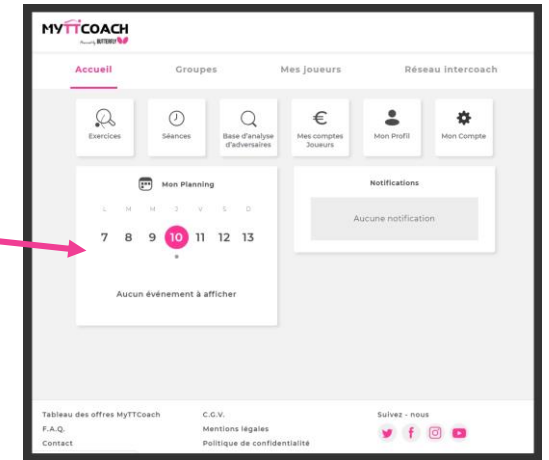 MYTTCOACH
BUTTERFLY
Accueil Groupes Mes joueurs Réseau intercoach
Exercices Séances Base d'analyse d'adversaires Mes comptes Joueurs Mon Profil Mon Compte
Mon Planning
L M M J V S D
7 8 9 10 11 12 13
Aucun événement à afficher
Notifications
Aucune notification
Tableau des offres MyTTCoach
F.A.Q.
Contact
C.G.V.
Mentions légales
Politique de confidentialité
Suivez - nous